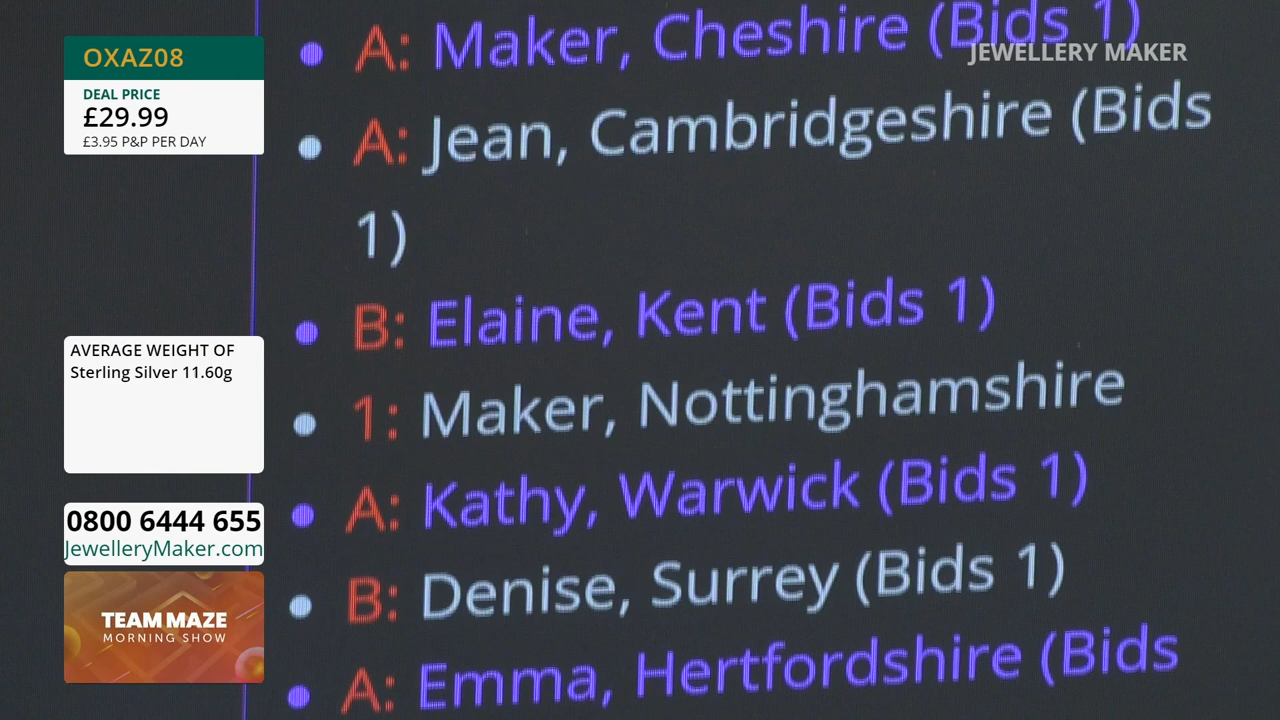 OXAZ08
DEAL PRICE
£29.99
£3.95 P&P PER DAY
AVERAGE WEIGHT OF
Sterling Silver 11.60g
0800 6444 655
JewelleryMaker.com
TEAM MAZE
MORNING SHOW
JEWELLERY MAKER
• A: Maker, Cheshire (Bids 1)
• A: Jean, Cambridgeshire (Bids
1)
• B: Elaine, Kent (Bids 1)
• 1: Maker, Nottinghamshire
• A: Kathy, Warwick (Bids 1)
• B: Denise, Surrey (Bids 1)
• A: Emma, Hertfordshire (Bids